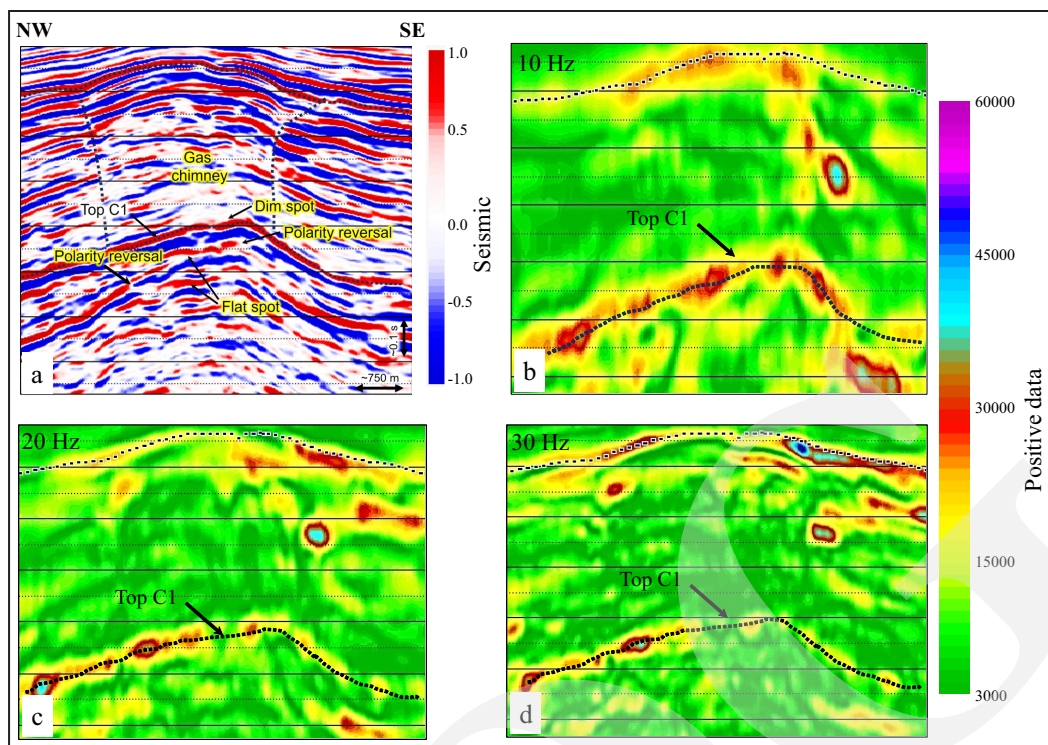 NW
SE
1.0
0.5
0.0
-0.5
-1.0
Seismic
Gas
chimney
Top C1
Dim spot
Polarity reversal
Polarity reversal
Flat spot
~0.1 s
~750 m
a
10 Hz
Top C1
b
60000
45000
30000
15000
3000
Positive data
20 Hz
Top C1
c
30 Hz
Top C1
d